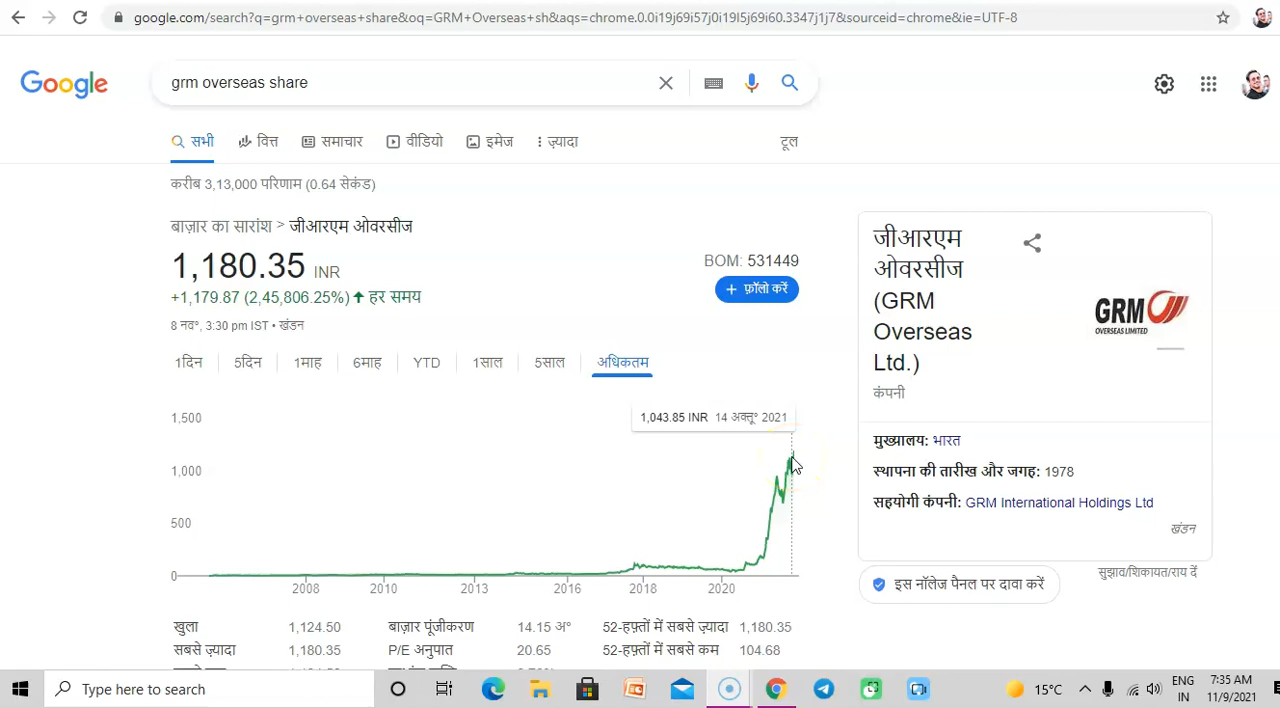 google.com/search?q=grm+overseas+share&oq=GRM+Overseas+sh&aqs=chrome.0.0i19j69i57j0i19l5j69i60.3347j1j7&sourceid=chrome&ie=UTF-8
Google
grm overseas share
सभी वित्त समाचार वीडियो इमेज ज़्यादा टूल
करीब 3,13,000 परिणाम (0.64 सेकंड)
बाज़ार का सारांश > जीआरएम ओवरसीज
1,180.35 INR
BOM: 531449
+1,179.87 (2,45,806.25%) हर समय
+ फ़ॉलो करें
8 नव°, 3:30 pm IST • खंडन
1दिन 5दिन 1माह 6माह YTD 1साल 5साल अधिकतम
1,043.85 INR 14 अक्तू° 2021
1,500
1,000
500
0
2008 2010 2013 2016 2018 2020
खुला 1,124.50 बाज़ार पूंजीकरण 14.15 अ° 52-हफ़्तों में सबसे ज़्यादा 1,180.35
सबसे ज़्यादा 1,180.35 P/E अनुपात 20.65 52-हफ़्तों में सबसे कम 104.68
जीआरएम
ओवरसीज
(GRM
Overseas
Ltd.)
कंपनी
GRM
OVERSEAS LIMITED
मुख्यालय: भारत
स्थापना की तारीख और जगह: 1978
सहयोगी कंपनी: GRM International Holdings Ltd
खंडन
इस नॉलेज पैनल पर दावा करें
सुझाव/शिकायत/राय दें
Type here to search
15°C
ENG
IN
7:35 AM
11/9/2021